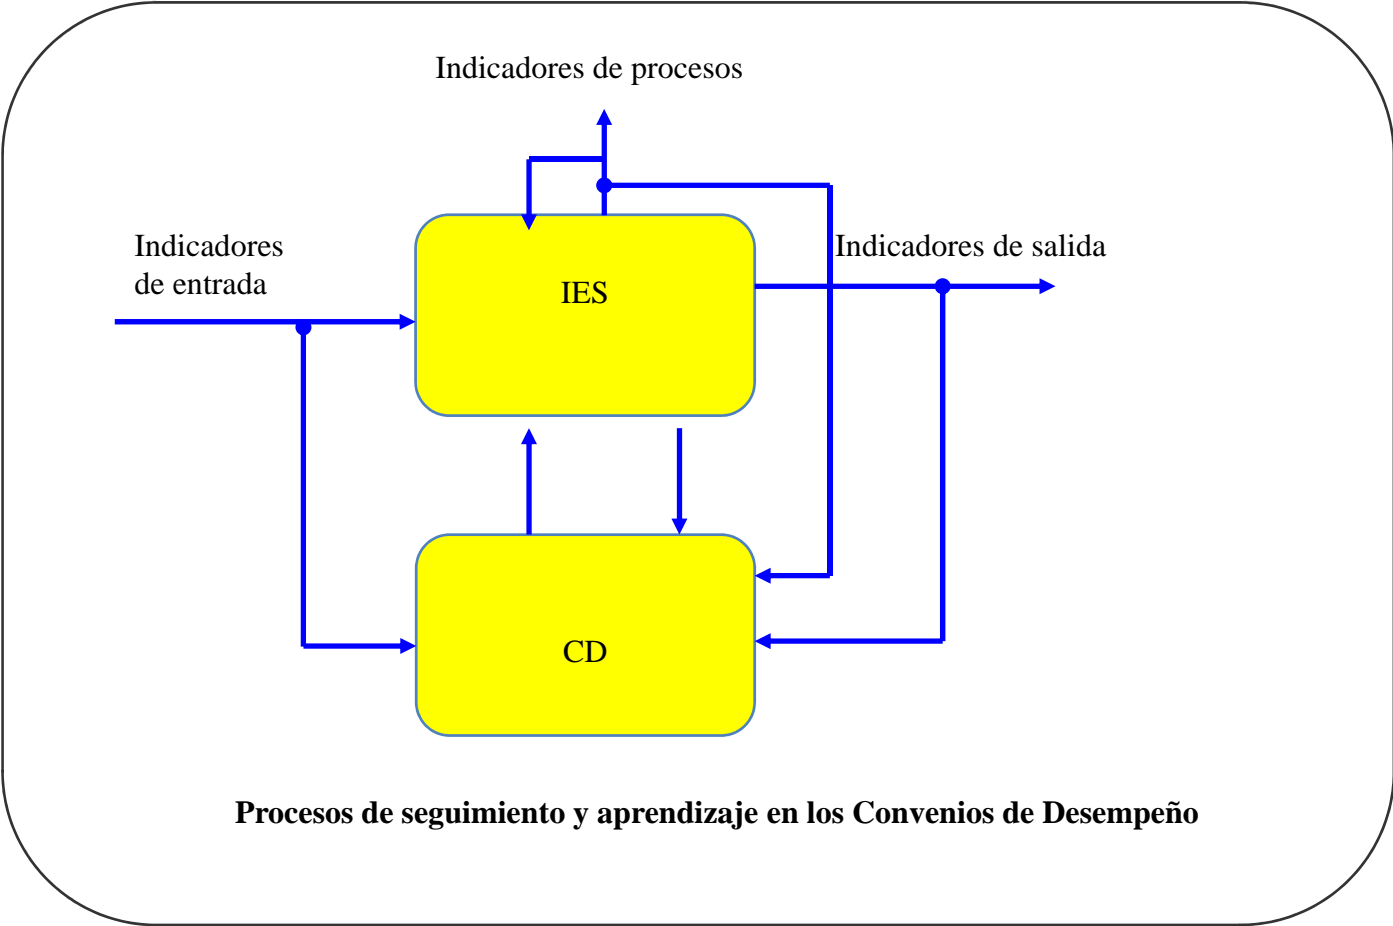 Indicadores de procesos
Indicadores
de entrada
Indicadores de salida
IES
CD
Procesos de seguimiento y aprendizaje en los Convenios de Desempeño